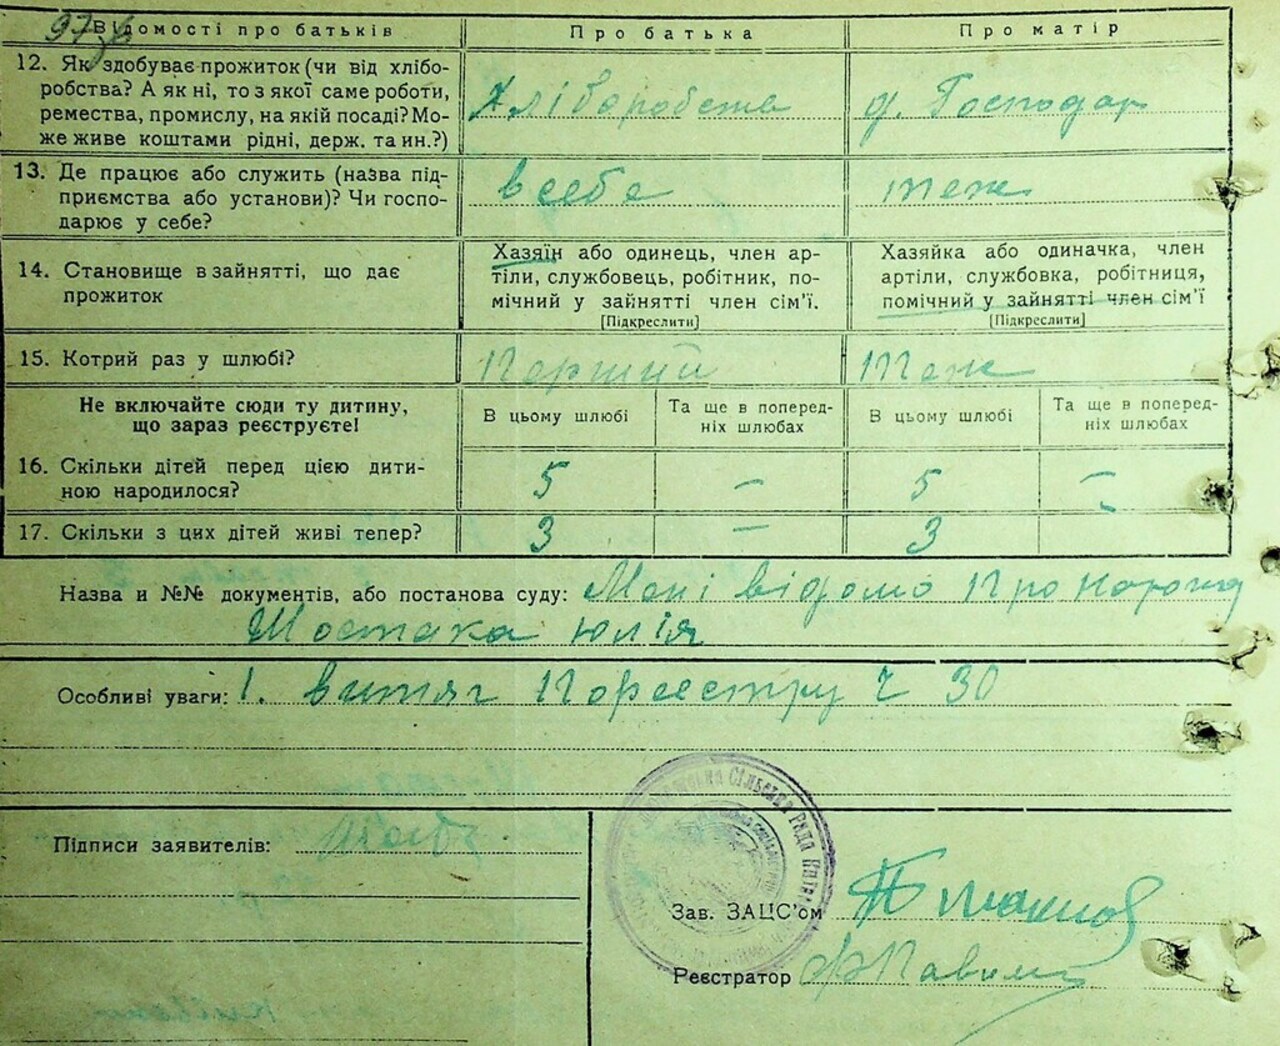 97
Відомості про батьків
Про батька
Про матір
12. Як здобуває прожиток (чи від хлібо-
робства? А як ні, то з якої саме роботи,
ремества, промислу, на якій посаді? Мо-
же живе коштами рідні, держ. та ин.?)
Хліборобства
д. Господар
13. Де працює або служить (назва під-
приємства або установи)? Чи госпо-
дарює у себе?
в себе
теж
14. Становище в зайнятті, що дає
прожиток
Хазяїн або одинець, член ар-
тіли, службовець, робітник, по-
мічний у зайнятті член сім'ї.
[Підкреслити]
Хазяйка або одиначка, член
артіли, службовка, робітниця,
помічний у зайнятті член сім'ї
[Підкреслити]
15. Котрий раз у шлюбі?
Перший
Теж
Не включайте сюди ту дитину,
що зараз реєструєте!
В цьому шлюбі
Та ще в поперед-
ніх шлюбах
В цьому шлюбі
Та ще в поперед-
ніх шлюбах
16. Скільки дітей перед цією дити-
ною народилося?
5
—
5
—
17. Скільки з цих дітей живі тепер?
3
—
3
Назва и №№ документів, або постанова суду: Мені відомо про народ
Шостака Юлія
Особливі уваги: 1. витяг по реєстру ч 30
Підписи заявителів:
Сільська Рада
Зав. ЗАЦС'ом
Реєстратор